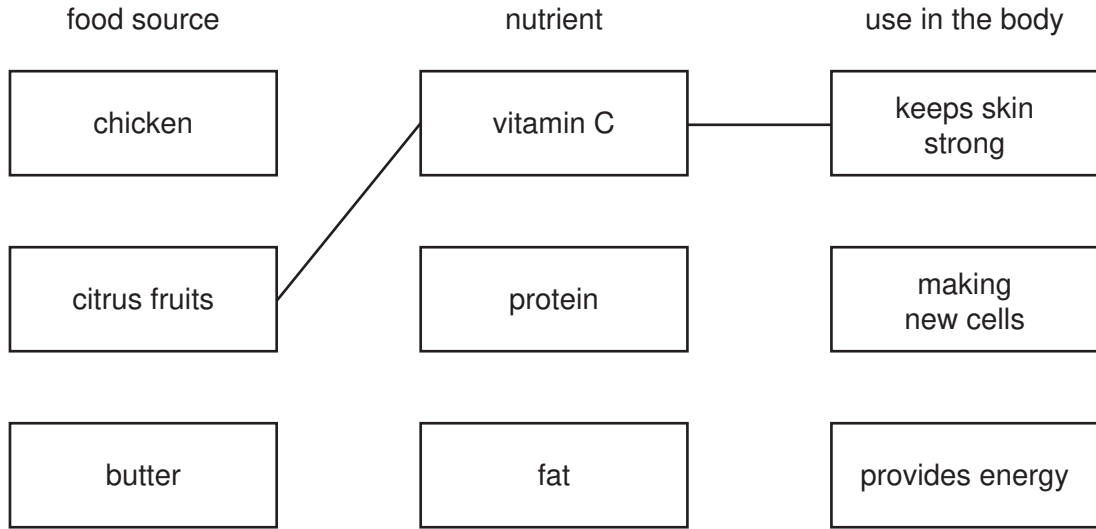 food source
nutrient
use in the body
chicken
vitamin C
keeps skin
strong
citrus fruits
protein
making
new cells
butter
fat
provides energy